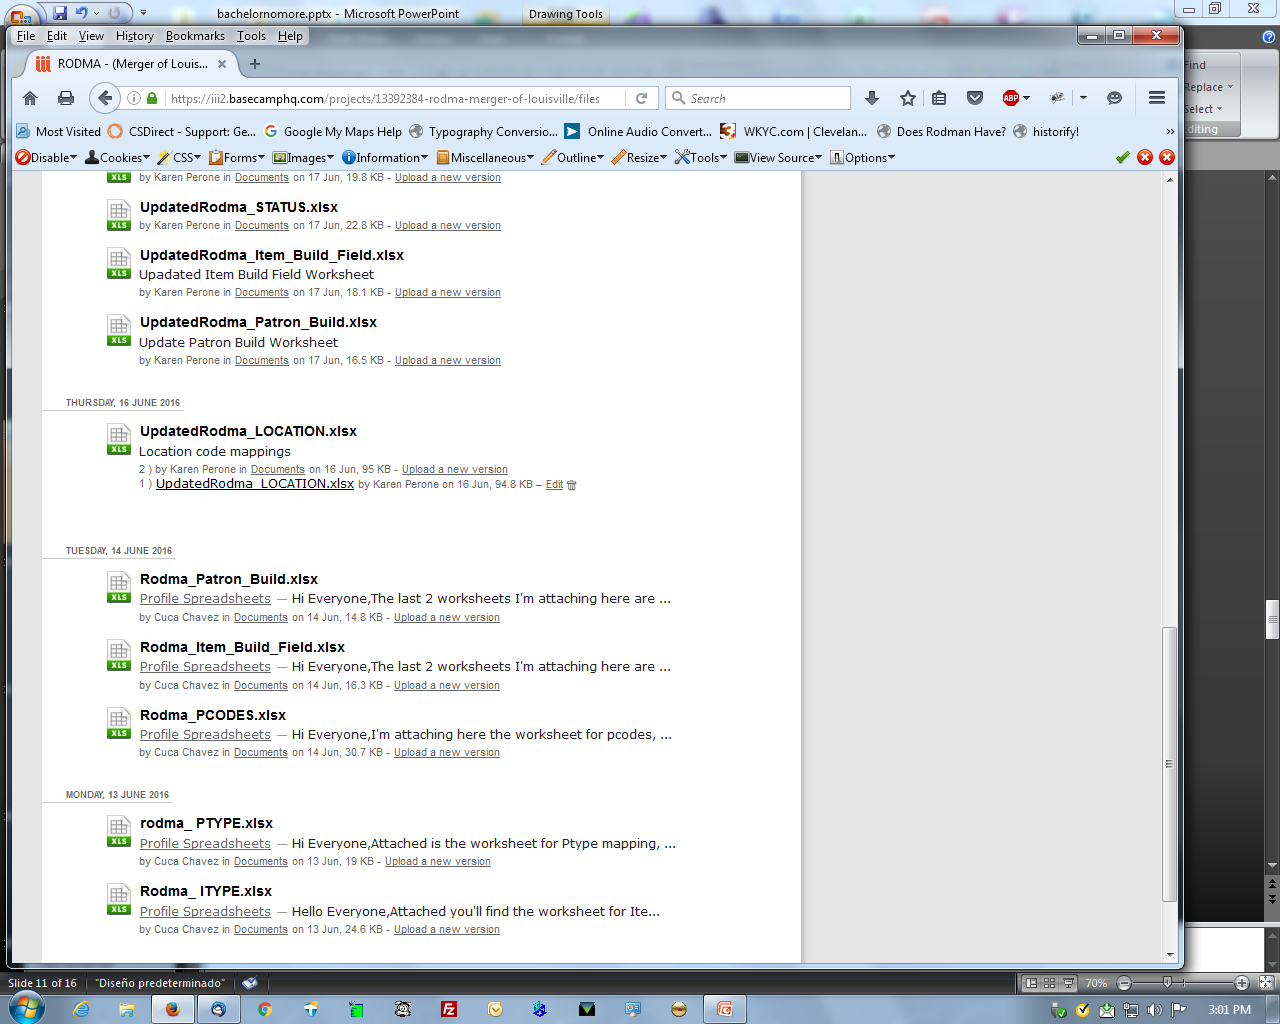 bachelornomore.pptx - Microsoft PowerPoint
Drawing Tools
File Edit View History Bookmarks Tools Help
RODMA - (Merger of Louis...
Find
https://iii2.basecamphq.com/projects/13392384-rodma-merger-of-louisville/files
Search
ABP
Replace
Select
Editing
Most Visited CSDirect - Support: Ge... Google My Maps Help Typography Conversio... Online Audio Convert... WKYC.com | Clevelan... Does Rodman Have? historify!
Disable Cookies CSS Forms Images Information Miscellaneous Outline Resize Tools View Source Options
XLS
by Karen Perone in Documents on 17 Jun, 19.8 KB - Upload a new version
UpdatedRodma_STATUS.xlsx
XLS
by Karen Perone in Documents on 17 Jun, 22.8 KB - Upload a new version
UpdatedRodma_Item_Build_Field.xlsx
XLS
Upadated Item Build Field Worksheet
by Karen Perone in Documents on 17 Jun, 18.1 KB - Upload a new version
UpdatedRodma_Patron_Build.xlsx
XLS
Update Patron Build Worksheet
by Karen Perone in Documents on 17 Jun, 16.5 KB - Upload a new version
THURSDAY, 16 JUNE 2016
UpdatedRodma_LOCATION.xlsx
XLS
Location code mappings
2 ) by Karen Perone in Documents on 16 Jun, 95 KB - Upload a new version
1 ) UpdatedRodma_LOCATION.xlsx by Karen Perone on 16 Jun, 94.8 KB – Edit
TUESDAY, 14 JUNE 2016
Rodma_Patron_Build.xlsx
XLS
Profile Spreadsheets — Hi Everyone,The last 2 worksheets I'm attaching here are ...
by Cuca Chavez in Documents on 14 Jun, 14.8 KB - Upload a new version
Rodma_Item_Build_Field.xlsx
XLS
Profile Spreadsheets — Hi Everyone,The last 2 worksheets I'm attaching here are ...
by Cuca Chavez in Documents on 14 Jun, 16.3 KB - Upload a new version
Rodma_PCODES.xlsx
XLS
Profile Spreadsheets — Hi Everyone,I'm attaching here the worksheet for pcodes, ...
by Cuca Chavez in Documents on 14 Jun, 30.7 KB - Upload a new version
MONDAY, 13 JUNE 2016
rodma_ PTYPE.xlsx
XLS
Profile Spreadsheets — Hi Everyone,Attached is the worksheet for Ptype mapping, ...
by Cuca Chavez in Documents on 13 Jun, 19 KB - Upload a new version
Rodma_ ITYPE.xlsx
XLS
Profile Spreadsheets — Hello Everyone,Attached you'll find the worksheet for Ite...
by Cuca Chavez in Documents on 13 Jun, 24.6 KB - Upload a new version
Slide 11 of 16 "Diseño predeterminado" 70%
3:01 PM